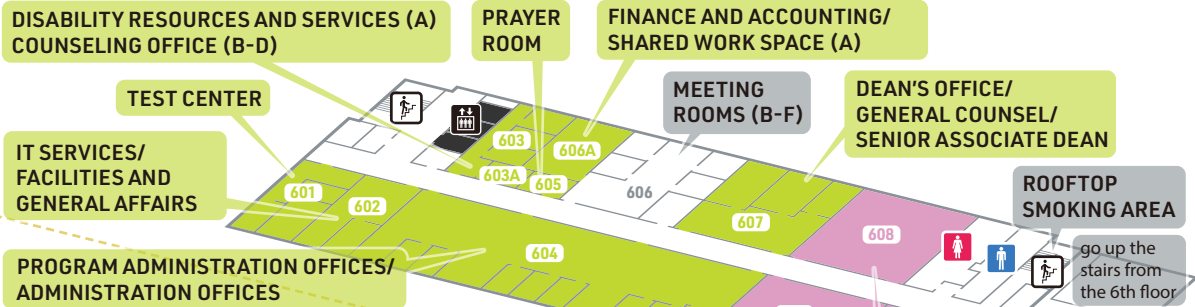 DISABILITY RESOURCES AND SERVICES (A)
COUNSELING OFFICE (B-D)
PRAYER
ROOM
FINANCE AND ACCOUNTING/
SHARED WORK SPACE (A)
TEST CENTER
MEETING
ROOMS (B-F)
DEAN'S OFFICE/
GENERAL COUNSEL/
SENIOR ASSOCIATE DEAN
IT SERVICES/
FACILITIES AND
GENERAL AFFAIRS
ROOFTOP
SMOKING AREA
go up the
stairs from
the 6th floor
PROGRAM ADMINISTRATION OFFICES/
ADMINISTRATION OFFICES
603
606A
603A
605
606
601
602
607
608
604